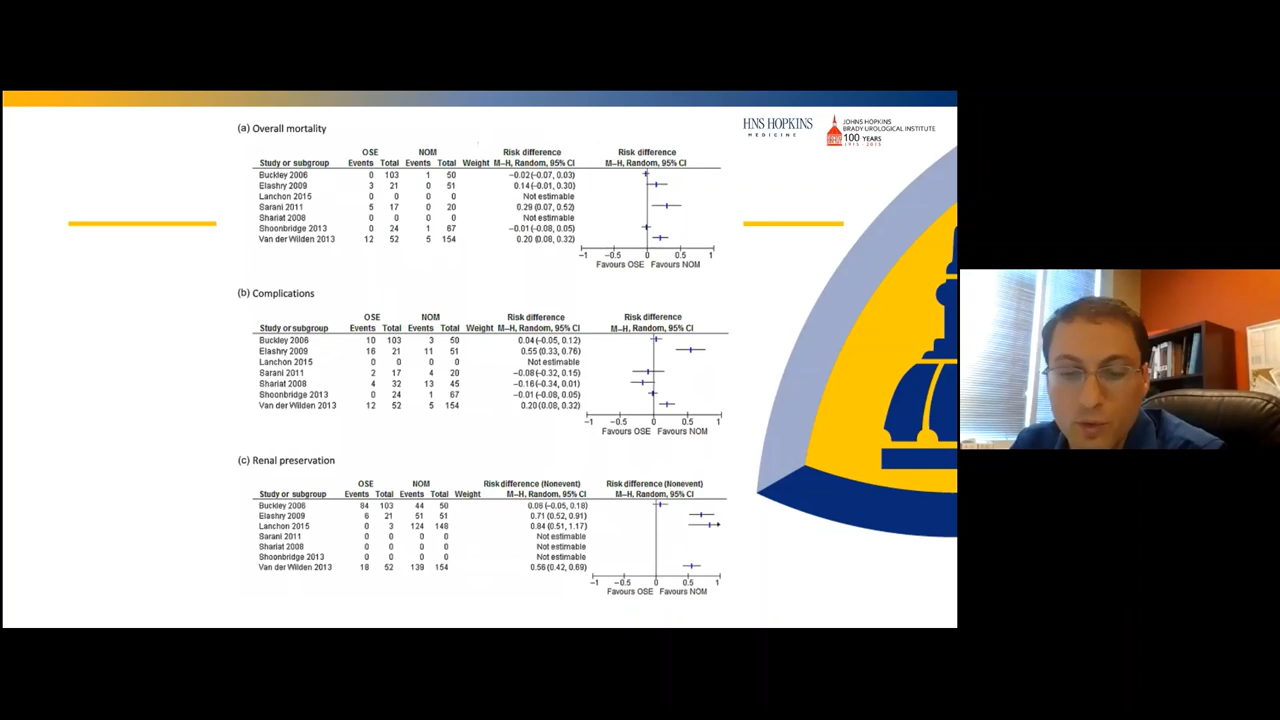 HNS HOPKINS
MEDICINE
JOHNS HOPKINS
BRADY UROLOGICAL INSTITUTE
100 YEARS
1915 - 2015
(a) Overall mortality
OSE NOM Risk difference Risk difference
Study or subgroup Events Total Events Total Weight M–H, Random, 95% CI M–H, Random, 95% CI
Buckley 2006 0 103 1 50 −0.02 (−0.07, 0.03)
Elashry 2009 3 21 0 51 0.14 (−0.01, 0.30)
Lanchon 2015 0 0 0 0 Not estimable
Sarani 2011 5 17 0 20 0.29 (0.07, 0.52)
Shariat 2008 0 0 0 0 Not estimable
Shoonbridge 2013 0 24 1 67 −0.01 (−0.08, 0.05)
Van der Wilden 2013 12 52 5 154 0.20 (0.08, 0.32)
−1 −0.5 0 0.5 1
Favours OSE Favours NOM
(b) Complications
OSE NOM Risk difference Risk difference
Study or subgroup Events Total Events Total Weight M–H, Random, 95% CI M–H, Random, 95% CI
Buckley 2006 10 103 3 50 0.04 (−0.05, 0.12)
Elashry 2009 16 21 11 51 0.55 (0.33, 0.76)
Lanchon 2015 0 0 0 0 Not estimable
Sarani 2011 2 17 4 20 −0.08 (−0.32, 0.15)
Shariat 2008 4 32 13 45 −0.16 (−0.34, 0.01)
Shoonbridge 2013 0 24 1 67 −0.01 (−0.08, 0.05)
Van der Wilden 2013 12 52 5 154 0.20 (0.08, 0.32)
−1 −0.5 0 0.5 1
Favours OSE Favours NOM
(c) Renal preservation
OSE NOM Risk difference (Nonevent) Risk difference (Nonevent)
Study or subgroup Events Total Events Total Weight M–H, Random, 95% CI M–H, Random, 95% CI
Buckley 2006 84 103 44 50 0.06 (−0.05, 0.18)
Elashry 2009 6 21 51 51 0.71 (0.52, 0.91)
Lanchon 2015 0 3 124 148 0.84 (0.51, 1.17)
Sarani 2011 0 0 0 0 Not estimable
Shariat 2008 0 0 0 0 Not estimable
Shoonbridge 2013 0 0 0 0 Not estimable
Van der Wilden 2013 18 52 139 154 0.56 (0.42, 0.69)
−1 −0.5 0 0.5 1
Favours OSE Favours NOM